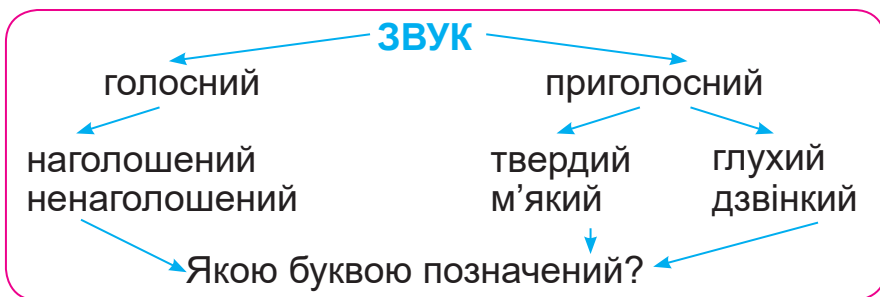 ЗВУК
голосний приголосний
наголошений твердий глухий
ненаголошений м’який дзвінкий
Якою буквою позначений?